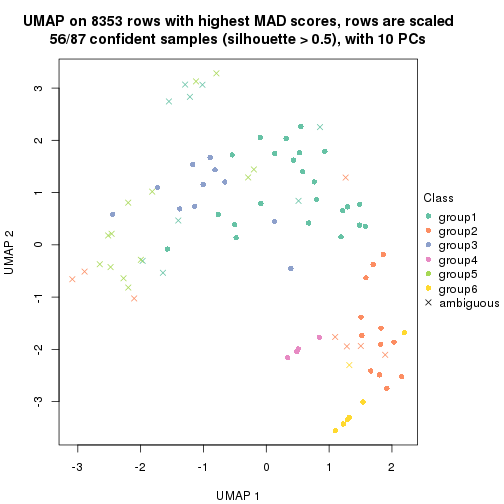 UMAP on 8353 rows with highest MAD scores, rows are scaled
56/87 confident samples (silhouette > 0.5), with 10 PCs
3
2
1
0
-1
-2
-3
UMAP 2
-3
-2
-1
0
1
2
UMAP 1
Class
group1
group2
group3
group4
group5
group6
ambiguous